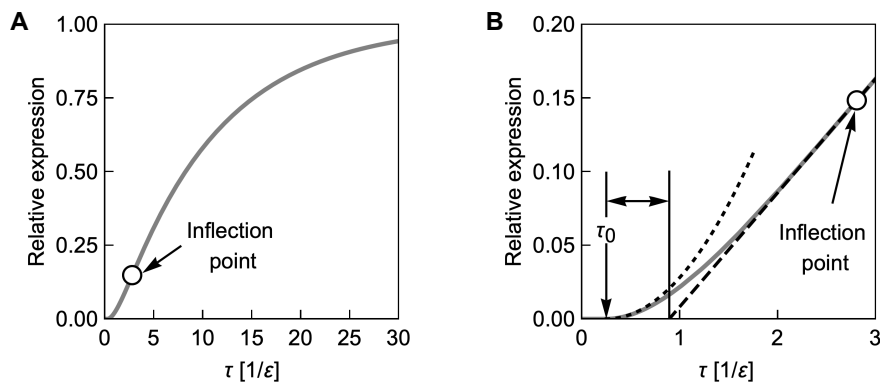 A
Relative expression
1.00
0.75
0.50
0.25
0.00
Inflection
point
0
5
10
15
20
25
30
τ [1/ε]
B
Relative expression
0.20
0.15
0.10
0.05
0.00
τ0
Inflection
point
0
1
2
3
τ [1/ε]